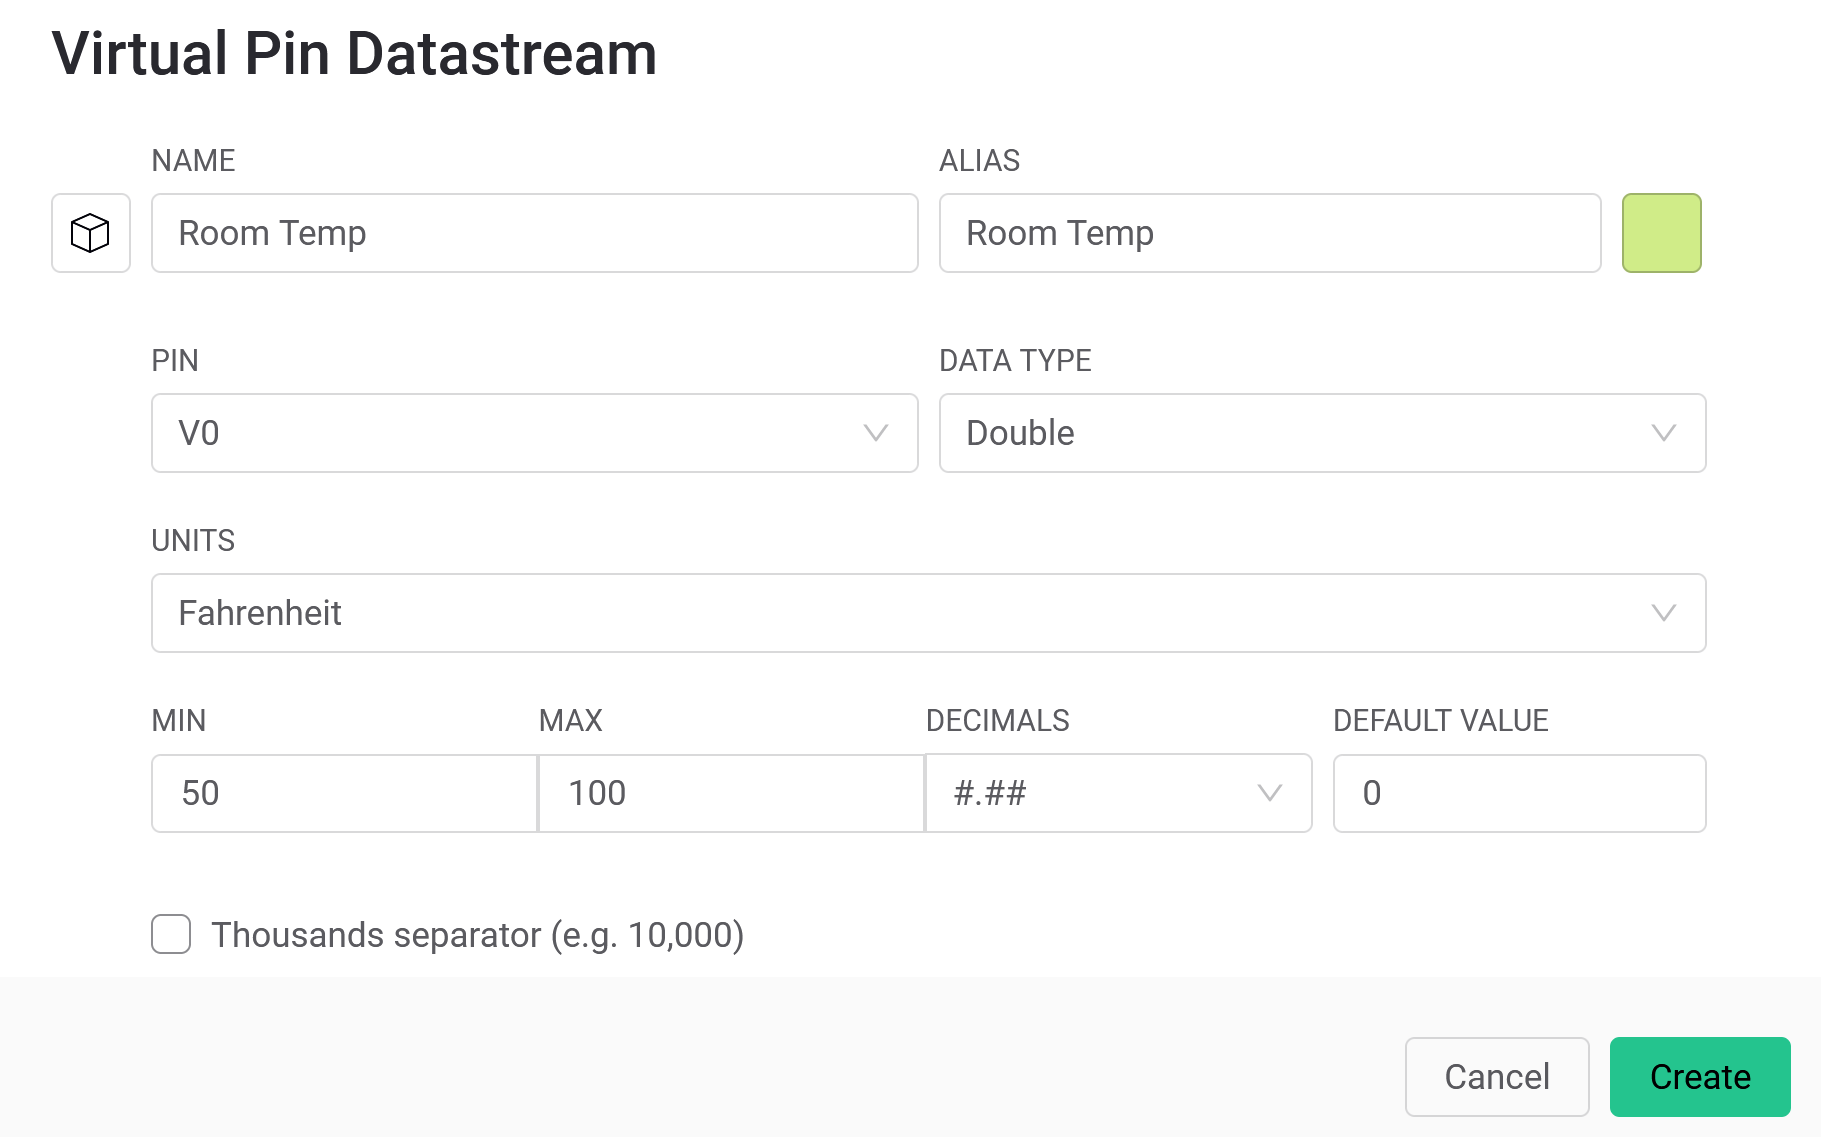 Virtual Pin Datastream
NAME ALIAS
Room Temp Room Temp
PIN DATA TYPE
V0 Double
UNITS
Fahrenheit
MIN MAX DECIMALS DEFAULT VALUE
50 100 #.## 0
Thousands separator (e.g. 10,000)
Cancel Create